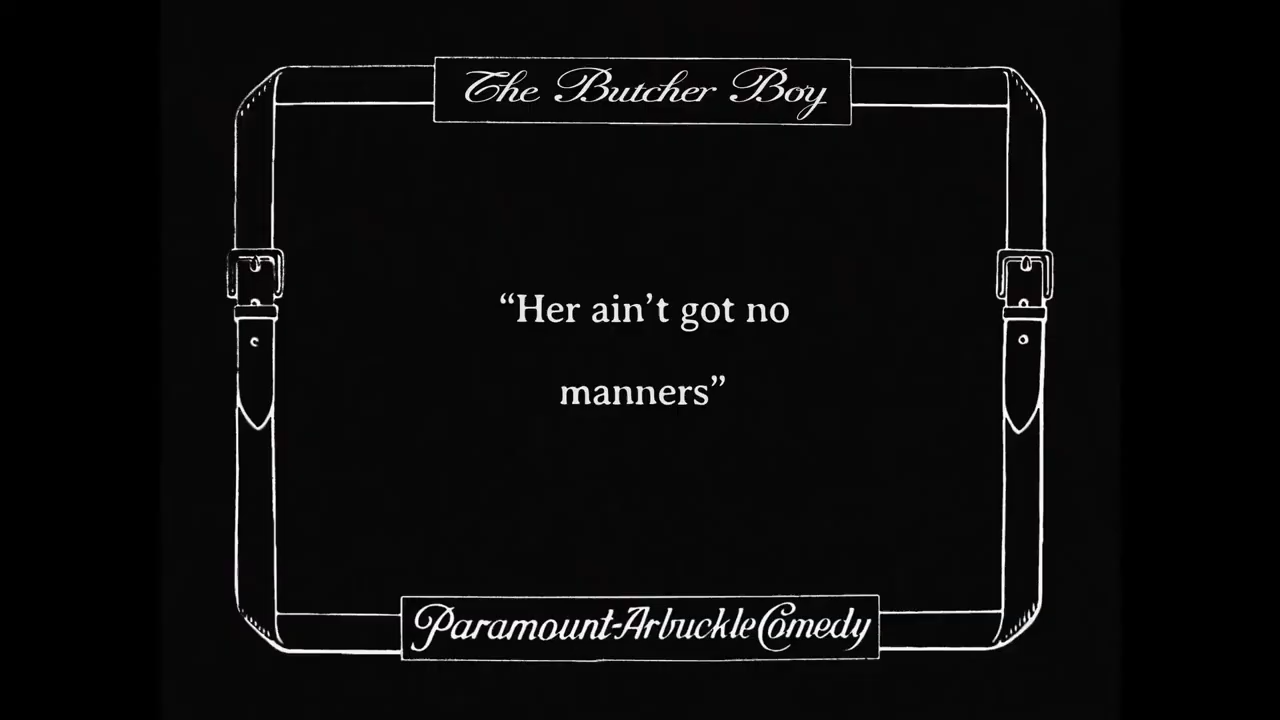 The Butcher Boy
“Her ain’t got no
manners”
Paramount-Arbuckle Comedy